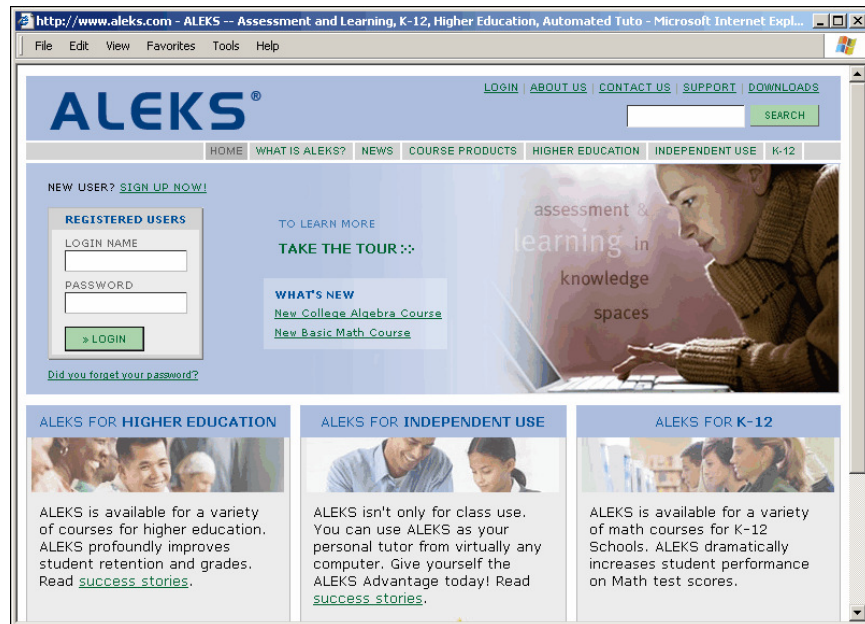 http://www.aleks.com - ALEKS -- Assessment and Learning, K-12, Higher Education, Automated Tuto - Microsoft Internet Expl...
File Edit View Favorites Tools Help
LOGIN | ABOUT US | CONTACT US | SUPPORT | DOWNLOADS
ALEKS®
SEARCH
HOME WHAT IS ALEKS? NEWS COURSE PRODUCTS HIGHER EDUCATION INDEPENDENT USE K-12
NEW USER? SIGN UP NOW!
REGISTERED USERS
LOGIN NAME
PASSWORD
» LOGIN
Did you forget your password?
TO LEARN MORE
TAKE THE TOUR
WHAT'S NEW
New College Algebra Course
New Basic Math Course
assessment &
learning in
knowledge
spaces
ALEKS FOR HIGHER EDUCATION
ALEKS is available for a variety
of courses for higher education.
ALEKS profoundly improves
student retention and grades.
Read success stories.
ALEKS FOR INDEPENDENT USE
ALEKS isn't only for class use.
You can use ALEKS as your
personal tutor from virtually any
computer. Give yourself the
ALEKS Advantage today! Read
success stories.
ALEKS FOR K-12
ALEKS is available for a variety
of math courses for K-12
Schools. ALEKS dramatically
increases student performance
on Math test scores.